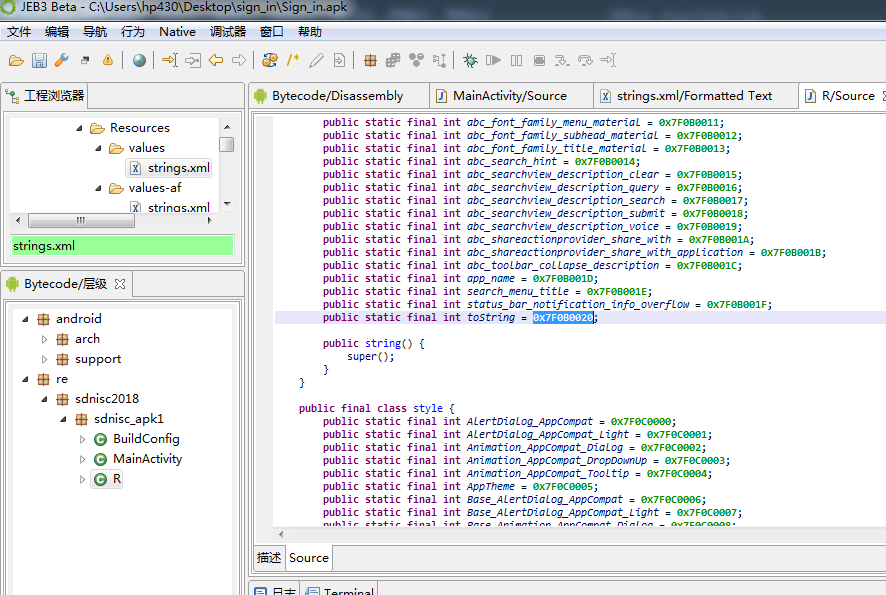 JEB3 Beta - C:\Users\hp430\Desktop\sign_in\Sign_in.apk
文件 编辑 导航 行为 Native 调试器 窗口 帮助
工程浏览器
Resources
values
strings.xml
values-af
strings.xml
strings.xml
Bytecode/层级
android
arch
support
re
sdnisc2018
sdnisc_apk1
BuildConfig
MainActivity
R
Bytecode/Disassembly MainActivity/Source strings.xml/Formatted Text R/Source
public static final int abc_font_family_menu_material = 0x7F0B0011;
public static final int abc_font_family_subhead_material = 0x7F0B0012;
public static final int abc_font_family_title_material = 0x7F0B0013;
public static final int abc_search_hint = 0x7F0B0014;
public static final int abc_searchview_description_clear = 0x7F0B0015;
public static final int abc_searchview_description_query = 0x7F0B0016;
public static final int abc_searchview_description_search = 0x7F0B0017;
public static final int abc_searchview_description_submit = 0x7F0B0018;
public static final int abc_searchview_description_voice = 0x7F0B0019;
public static final int abc_shareactionprovider_share_with = 0x7F0B001A;
public static final int abc_shareactionprovider_share_with_application = 0x7F0B001B;
public static final int abc_toolbar_collapse_description = 0x7F0B001C;
public static final int app_name = 0x7F0B001D;
public static final int search_menu_title = 0x7F0B001E;
public static final int status_bar_notification_info_overflow = 0x7F0B001F;
public static final int toString = 0x7F0B0020;
public string() {
super();
}
}
public final class style {
public static final int AlertDialog_AppCompat = 0x7F0C0000;
public static final int AlertDialog_AppCompat_Light = 0x7F0C0001;
public static final int Animation_AppCompat_Dialog = 0x7F0C0002;
public static final int Animation_AppCompat_DropDownUp = 0x7F0C0003;
public static final int Animation_AppCompat_Tooltip = 0x7F0C0004;
public static final int AppTheme = 0x7F0C0005;
public static final int Base_AlertDialog_AppCompat = 0x7F0C0006;
public static final int Base_AlertDialog_AppCompat_Light = 0x7F0C0007;
public static final int Base_Animation_AppCompat_Dialog = 0x7F0C0008;
描述 Source
日志 Terminal